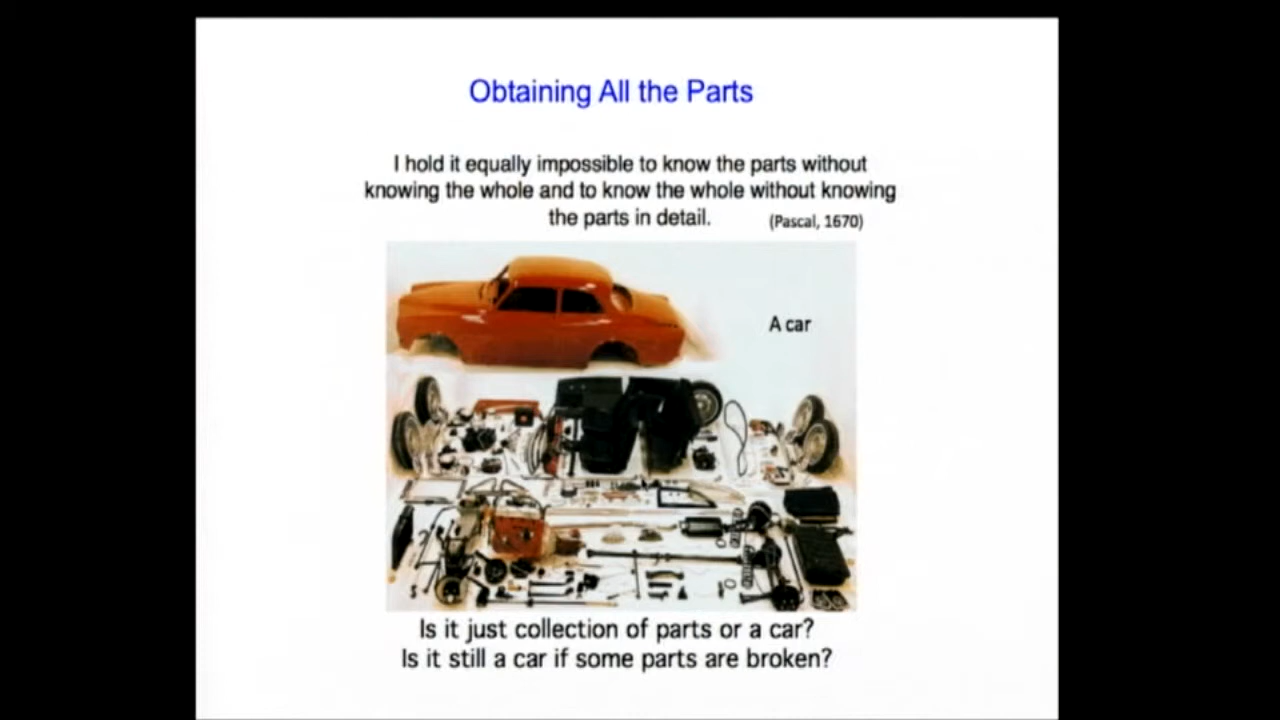 Obtaining All the Parts
I hold it equally impossible to know the parts without
knowing the whole and to know the whole without knowing
the parts in detail. (Pascal, 1670)
A car
Is it just collection of parts or a car?
Is it still a car if some parts are broken?